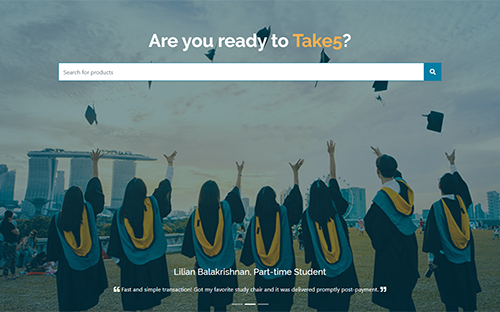 Are you ready to Take5?
Search for products
Lilian Balakrishnan, Part-time Student
❝ Fast and simple transaction! Got my favorite study chair and it was delivered promptly post-payment. ❞